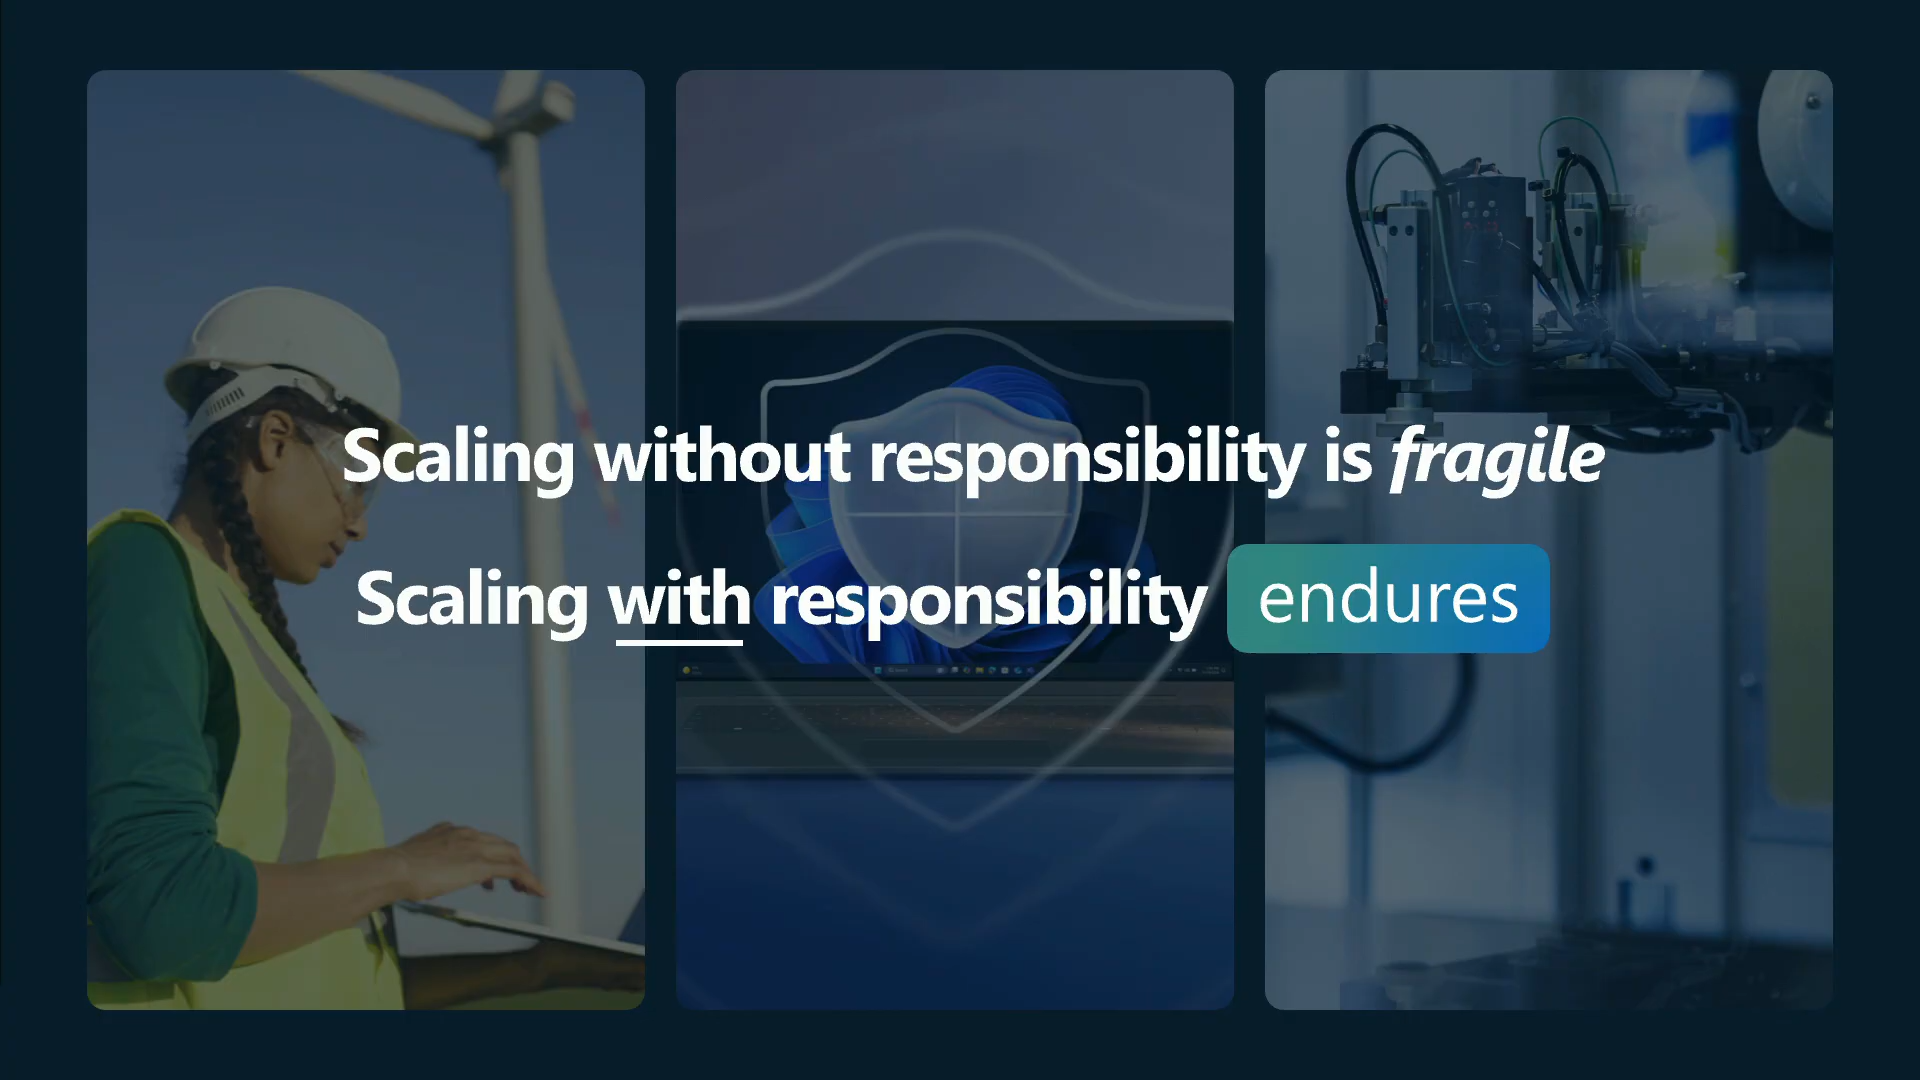 Scaling without responsibility is fragile
Scaling with responsibility endures